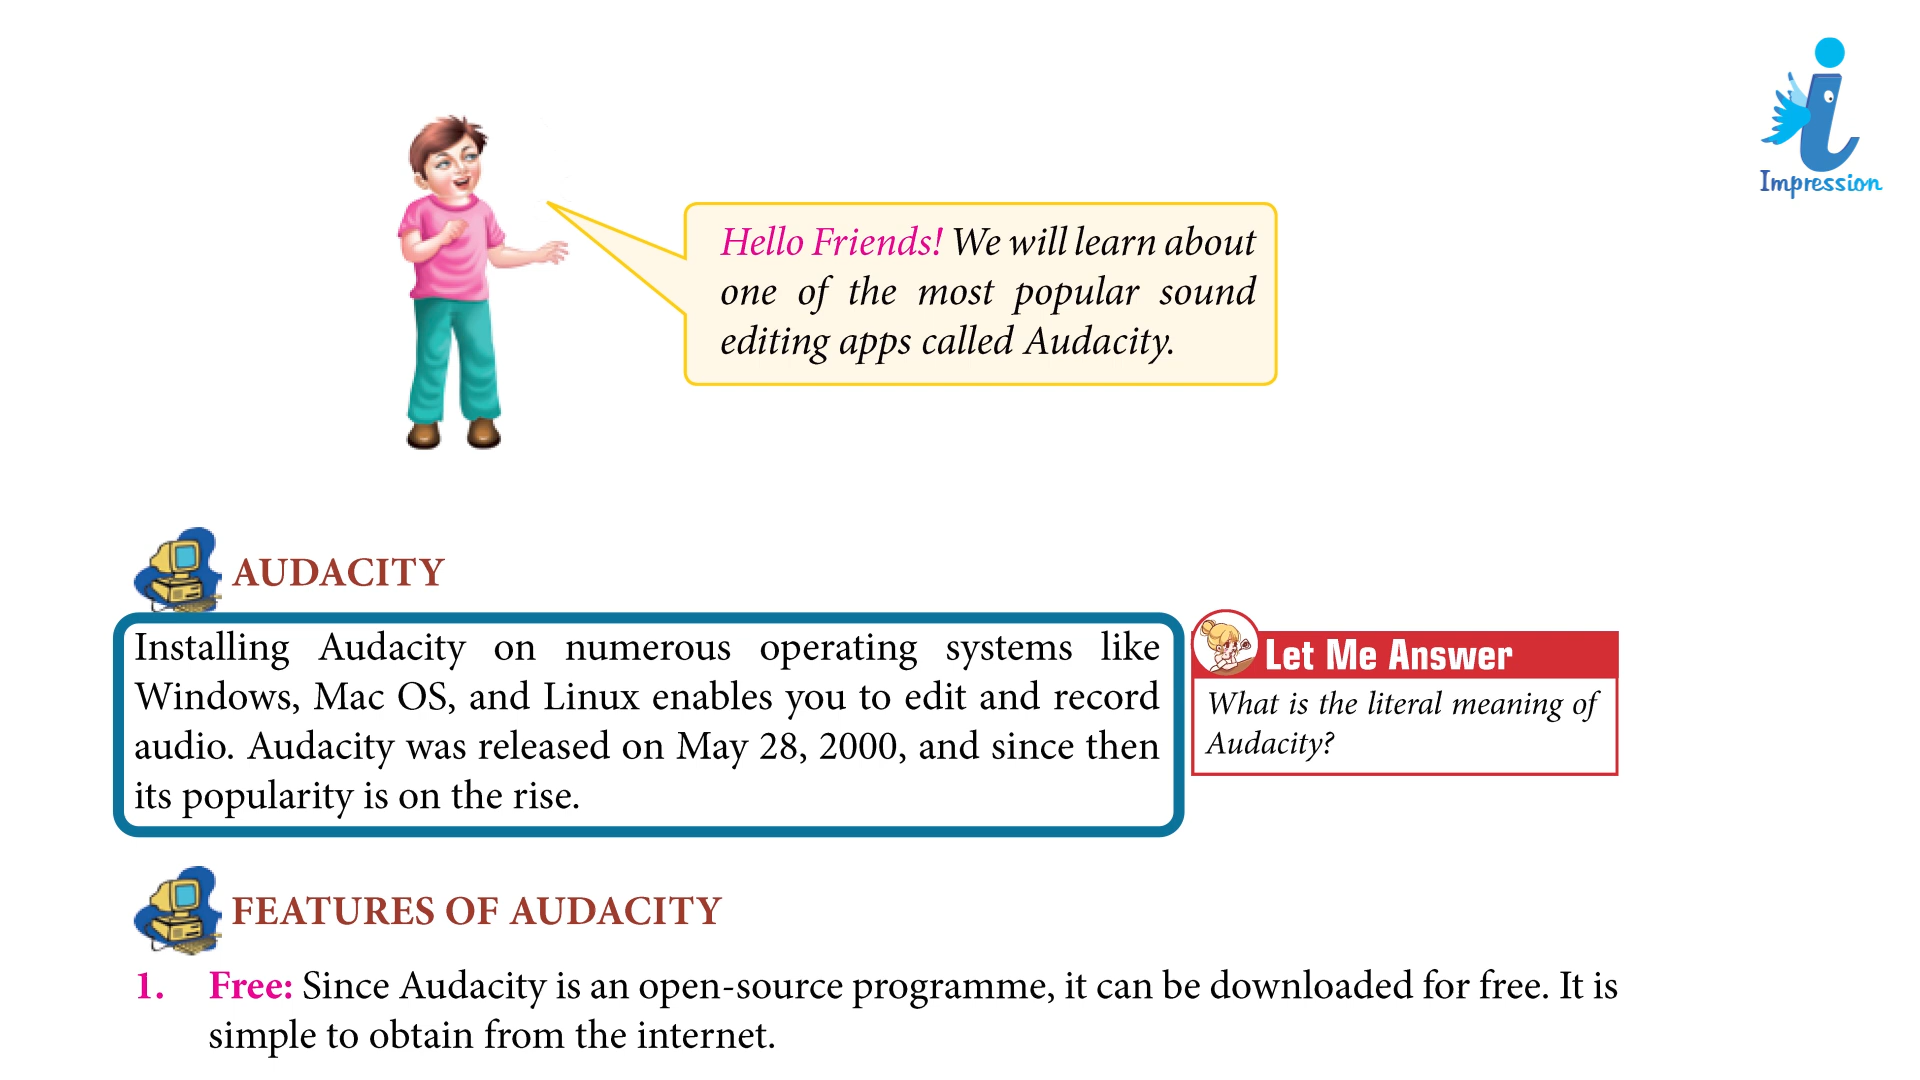 Impression
Hello Friends! We will learn about
one of the most popular sound
editing apps called Audacity.
AUDACITY
Installing Audacity on numerous operating systems like
Windows, Mac OS, and Linux enables you to edit and record
audio. Audacity was released on May 28, 2000, and since then
its popularity is on the rise.
Let Me Answer
What is the literal meaning of
Audacity?
FEATURES OF AUDACITY
1. Free: Since Audacity is an open-source programme, it can be downloaded for free. It is
simple to obtain from the internet.